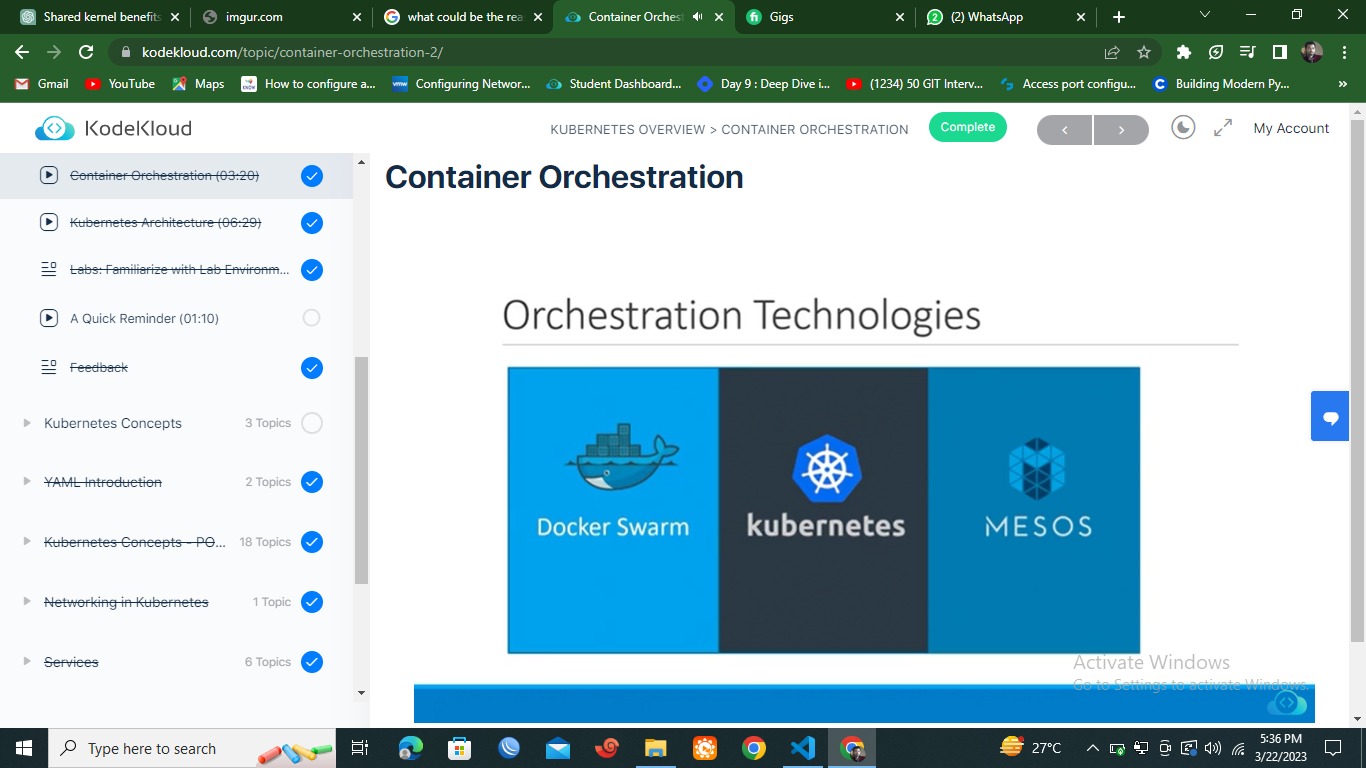 Shared kernel benefits
imgur.com
what could be the rea
Container Orchest
Gigs
(2) WhatsApp
kodekloud.com/topic/container-orchestration-2/
Gmail
YouTube
Maps
How to configure a...
Configuring Networ...
Student Dashboard...
Day 9 : Deep Dive i...
(1234) 50 GIT Interv...
Access port configu...
Building Modern Py...
»
KodeKloud
KUBERNETES OVERVIEW > CONTAINER ORCHESTRATION
Complete
My Account
Container Orchestration (03:20)
Kubernetes Architecture (06:29)
Labs: Familiarize with Lab Environm...
A Quick Reminder (01:10)
Feedback
Kubernetes Concepts 3 Topics
YAML Introduction 2 Topics
Kubernetes Concepts - PO... 18 Topics
Networking in Kubernetes 1 Topic
Services 6 Topics
Container Orchestration
Orchestration Technologies
Docker Swarm
kubernetes
MESOS
Activate Windows
Go to Settings to activate Windows.
Type here to search
27°C
5:36 PM
3/22/2023